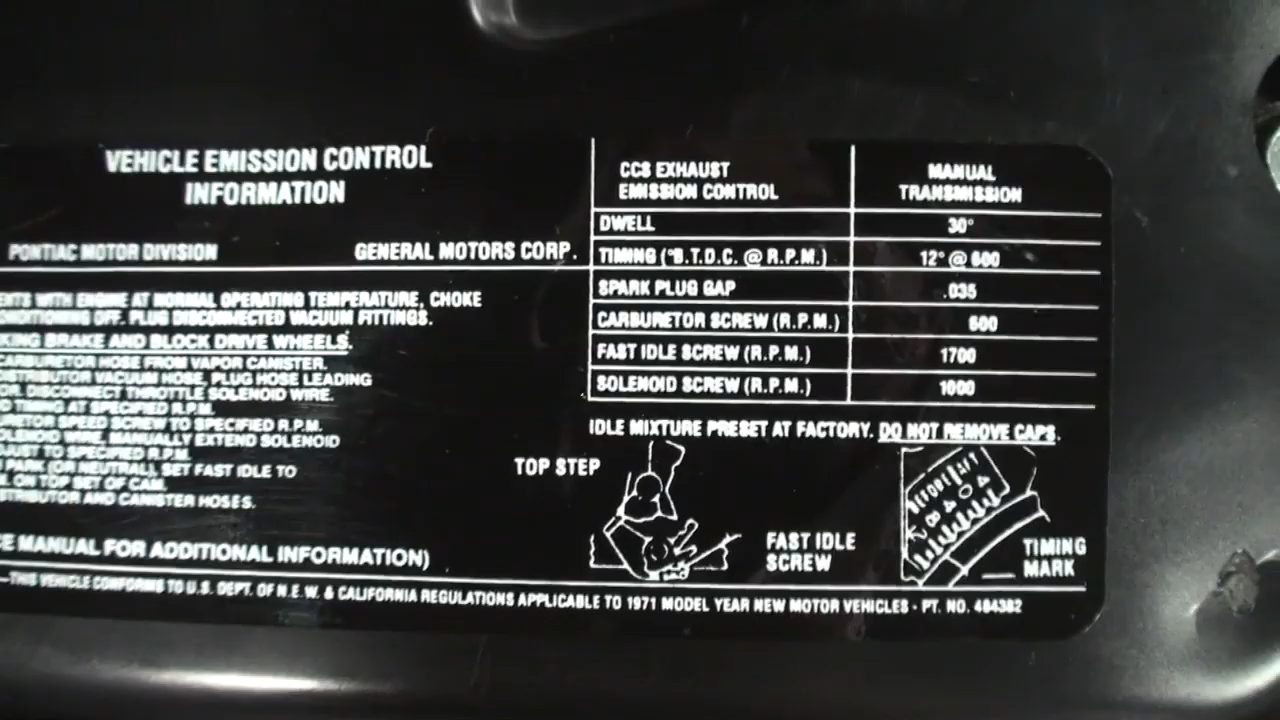 VEHICLE EMISSION CONTROL
INFORMATION
PONTIAC MOTOR DIVISION GENERAL MOTORS CORP.
WITH ENGINE AT NORMAL OPERATING TEMPERATURE, CHOKE
OFF. PLUG DISCONNECTED VACUUM FITTINGS.
BRAKE AND BLOCK DRIVE WHEELS.
CARBURETOR HOSE FROM VAPOR CANISTER.
DISTRIBUTOR VACUUM HOSE, PLUG HOSE LEADING
DISCONNECT THROTTLE SOLENOID WIRE.
TIMING AT SPECIFIED R.P.M.
SPEED SCREW TO SPECIFIED R.P.M.
WIRE, MANUALLY EXTEND SOLENOID
TO SPECIFIED R.P.M.
PARK (OR NEUTRAL), SET FAST IDLE TO
ON TOP STEP OF CAM.
AND CANISTER HOSES.
MANUAL FOR ADDITIONAL INFORMATION)
CCS EXHAUST
EMISSION CONTROL MANUAL
TRANSMISSION
DWELL 30°
TIMING (°B.T.D.C. @ R.P.M.) 12° @ 600
SPARK PLUG GAP .035
CARBURETOR SCREW (R.P.M.) 600
FAST IDLE SCREW (R.P.M.) 1700
SOLENOID SCREW (R.P.M.) 1000
IDLE MIXTURE PRESET AT FACTORY. DO NOT REMOVE CAPS.
TOP STEP
FAST IDLE
SCREW
BEFORE AFT
8 4 0 4
TIMING
MARK
THIS VEHICLE CONFORMS TO U.S. DEPT. OF N.E.W. & CALIFORNIA REGULATIONS APPLICABLE TO 1971 MODEL YEAR NEW MOTOR VEHICLES - PT. NO. 484382